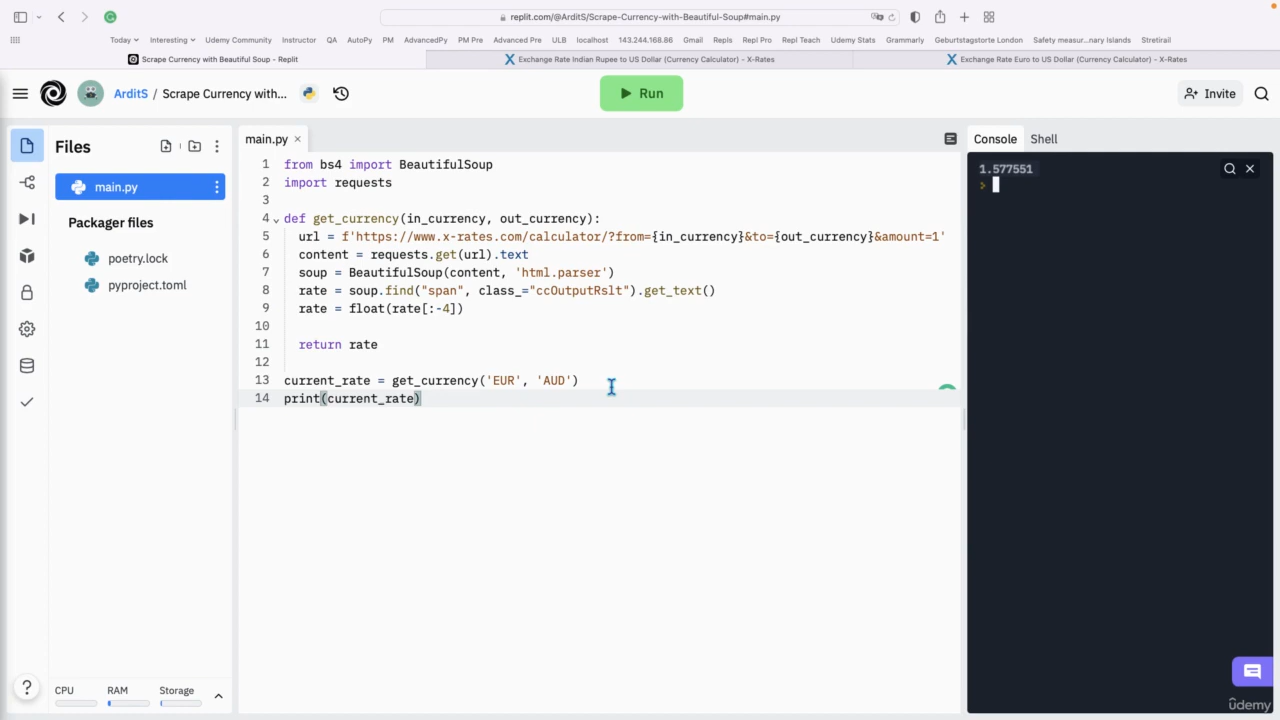 replit.com/@ArditS/Scrape-Currency-with-Beautiful-Soup#main.py
Today Interesting Udemy Community Instructor QA AutoPy PM AdvancedPy PM Pre Advanced Pre ULB localhost 143.244.168.86 Gmail Repls Repl Pro Repl Teach Udemy Stats Grammarly Geburtstagstorte London Safety measur...nary Islands Stretirail
Scrape Currency with Beautiful Soup - Replit
Exchange Rate Indian Rupee to US Dollar (Currency Calculator) - X-Rates
Exchange Rate Euro to US Dollar (Currency Calculator) - X-Rates
ArditS / Scrape Currency with...
Run
Invite
Files
main.py
Packager files
poetry.lock
pyproject.toml
CPU RAM Storage
main.py
1 from bs4 import BeautifulSoup
2 import requests
3
4 def get_currency(in_currency, out_currency):
5 url = f'https://www.x-rates.com/calculator/?from={in_currency}&to={out_currency}&amount=1'
6 content = requests.get(url).text
7 soup = BeautifulSoup(content, 'html.parser')
8 rate = soup.find("span", class_="ccOutputRslt").get_text()
9 rate = float(rate[:-4])
10
11 return rate
12
13 current_rate = get_currency('EUR', 'AUD')
14 print(current_rate)
Console Shell
1.577551
>
?
udemy